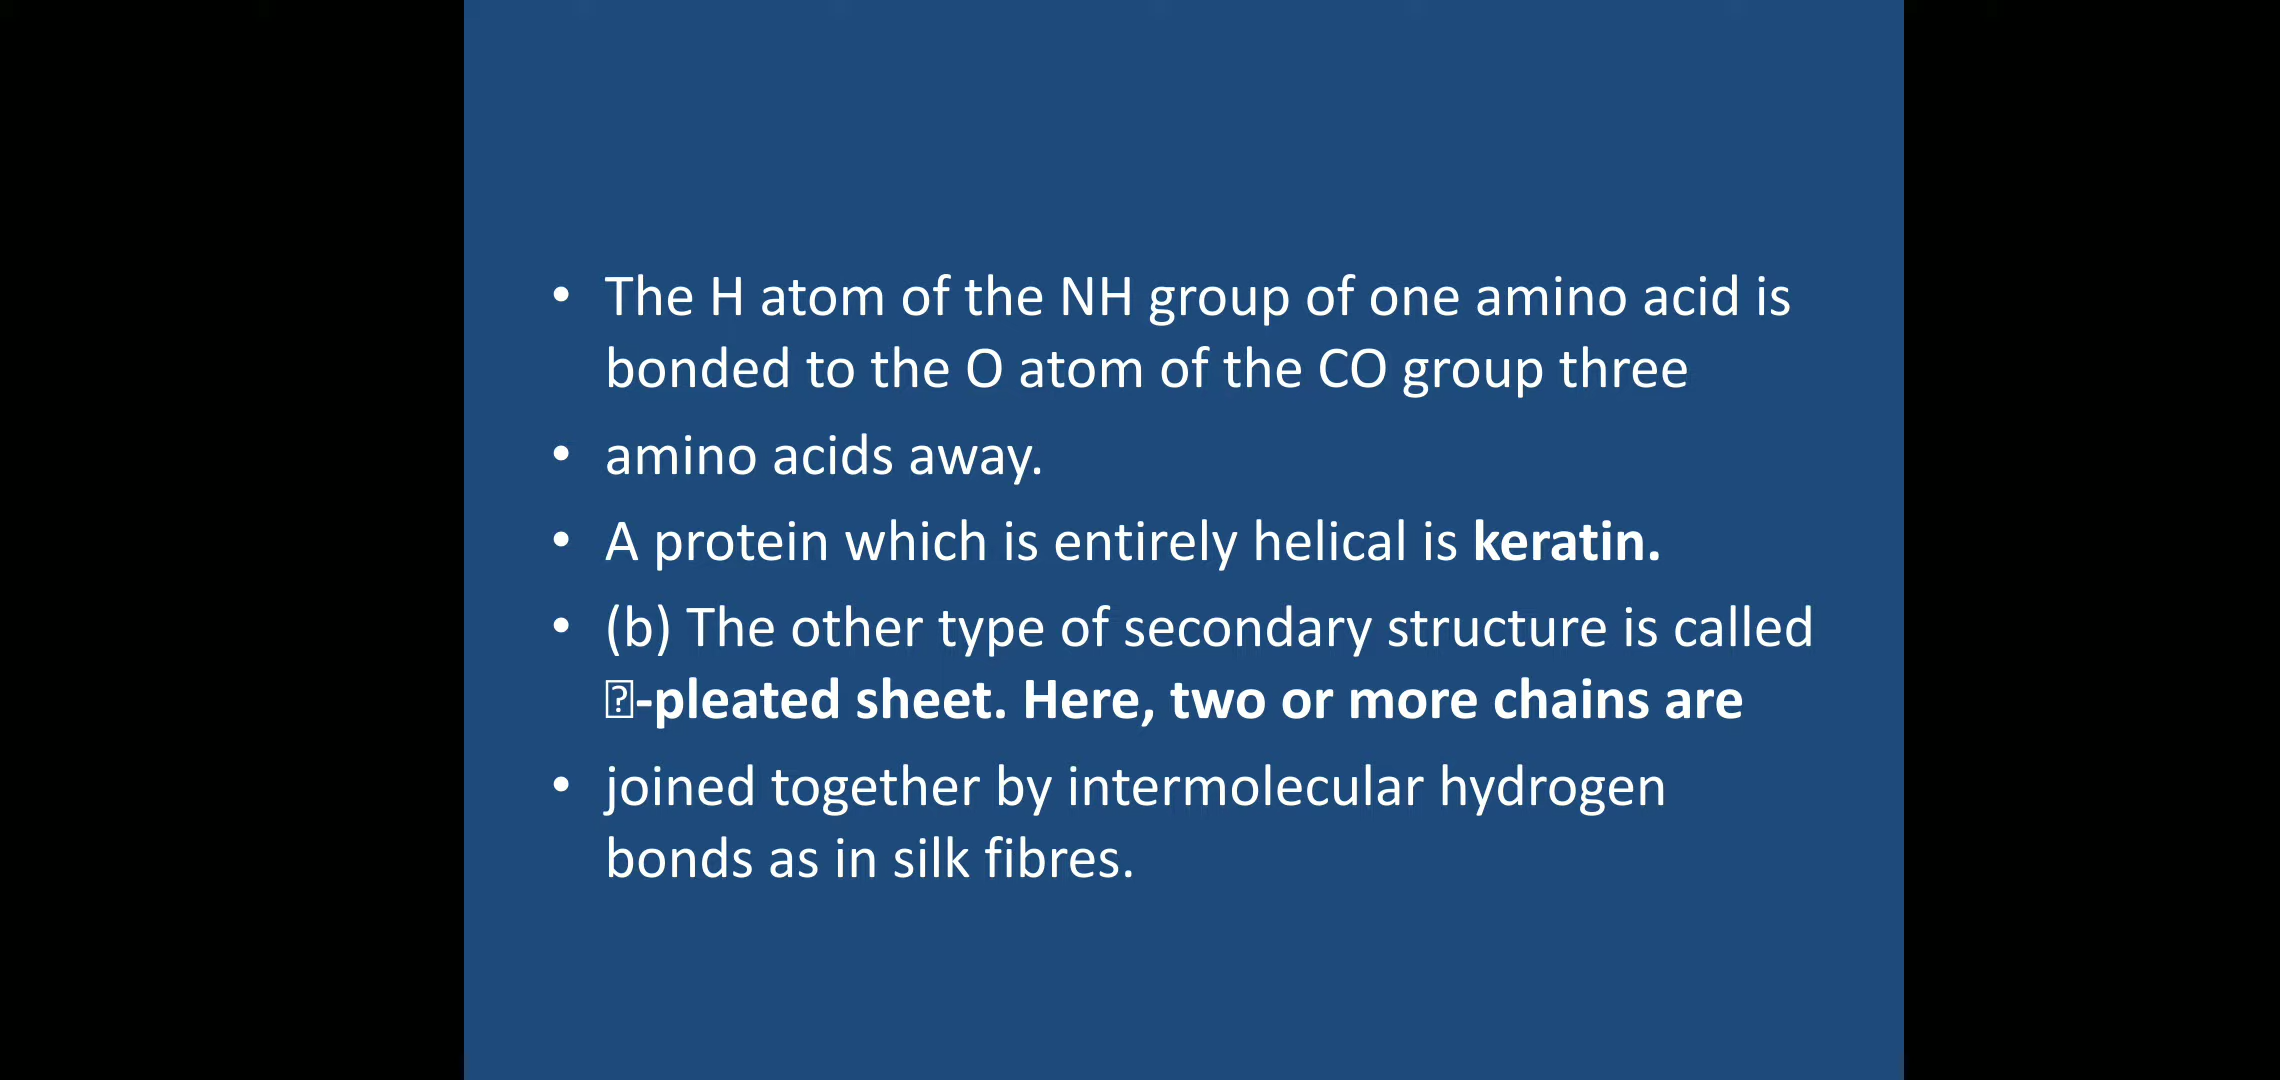 • The H atom of the NH group of one amino acid is
bonded to the O atom of the CO group three
• amino acids away.
• A protein which is entirely helical is keratin.
• (b) The other type of secondary structure is called
⍰-pleated sheet. Here, two or more chains are
• joined together by intermolecular hydrogen
bonds as in silk fibres.